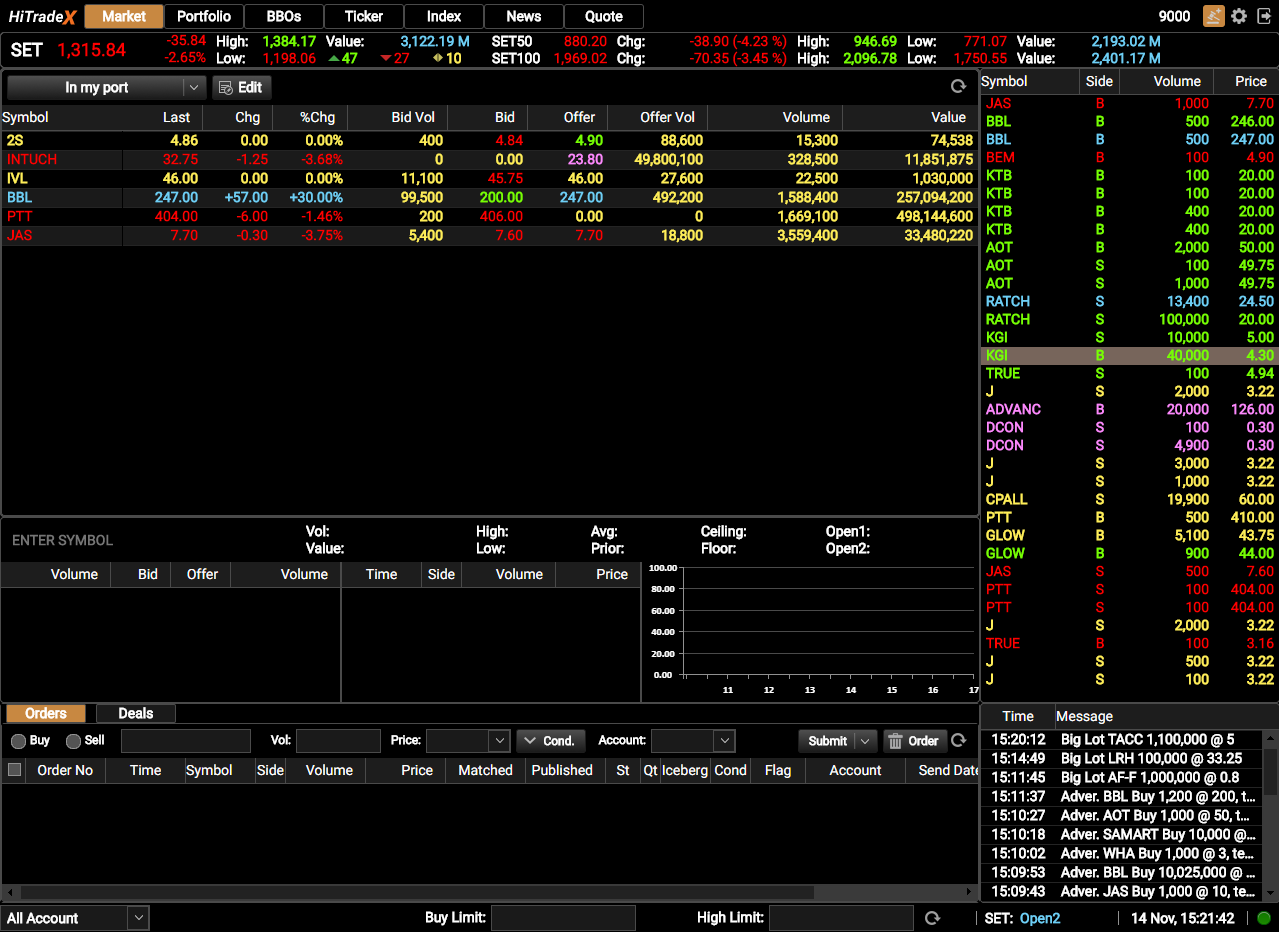 HiTradeX Market Portfolio BBOs Ticker Index News Quote 9000
SET 1,315.84 -35.84 High: 1,384.17 Value: 3,122.19 M SET50 880.20 Chg: -38.90 (-4.23 %) High: 946.69 Low: 771.07 Value: 2,193.02 M
-2.65% Low: 1,198.06 47 27 10 SET100 1,969.02 Chg: -70.35 (-3.45 %) High: 2,096.78 Low: 1,750.55 Value: 2,401.17 M
In my port Edit
Symbol Last Chg %Chg Bid Vol Bid Offer Offer Vol Volume Value
2S 4.86 0.00 0.00% 400 4.84 4.90 88,600 15,300 74,538
INTUCH 32.75 -1.25 -3.68% 0 0.00 23.80 49,800,100 328,500 11,851,875
IVL 46.00 0.00 0.00% 11,100 45.75 46.00 27,600 22,500 1,030,000
BBL 247.00 +57.00 +30.00% 99,500 200.00 247.00 492,200 1,588,400 257,094,200
PTT 404.00 -6.00 -1.46% 200 406.00 0.00 0 1,669,100 498,144,600
JAS 7.70 -0.30 -3.75% 5,400 7.60 7.70 18,800 3,559,400 33,480,220
Symbol Side Volume Price
JAS B 1,000 7.70
BBL B 500 246.00
BBL B 500 247.00
BEM B 100 4.90
KTB B 100 20.00
KTB B 100 20.00
KTB B 400 20.00
KTB B 400 20.00
AOT B 2,000 50.00
AOT S 100 49.75
AOT S 1,000 49.75
RATCH S 13,400 24.50
RATCH S 100,000 20.00
KGI S 10,000 5.00
KGI B 40,000 4.30
TRUE S 100 4.94
J S 2,000 3.22
ADVANC B 20,000 126.00
DCON S 100 0.30
DCON S 4,900 0.30
J S 3,000 3.22
J S 1,000 3.22
CPALL S 19,900 60.00
PTT B 500 410.00
GLOW B 5,100 43.75
GLOW B 900 44.00
JAS S 500 7.60
PTT S 100 404.00
PTT S 100 404.00
J S 2,000 3.22
TRUE B 100 3.16
J S 500 3.22
J S 100 3.22
ENTER SYMBOL Vol: High: Avg: Ceiling: Open1:
Value: Low: Prior: Floor: Open2:
Volume Bid Offer Volume Time Side Volume Price
100.00
80.00
60.00
40.00
20.00
0.00
11 12 13 14 15 16 17
Orders Deals
Buy Sell Vol: Price: Cond. Account: Submit Order
Order No Time Symbol Side Volume Price Matched Published St Qt Iceberg Cond Flag Account Send Date
Time Message
15:20:12 Big Lot TACC 1,100,000 @ 5
15:14:49 Big Lot LRH 100,000 @ 33.25
15:11:45 Big Lot AF-F 1,000,000 @ 0.8
15:11:37 Adver. BBL Buy 1,200 @ 200, t...
15:10:27 Adver. AOT Buy 1,000 @ 50, t...
15:10:18 Adver. SAMART Buy 10,000 @...
15:10:02 Adver. WHA Buy 1,000 @ 3, te...
15:09:53 Adver. BBL Buy 10,025,000 @ ...
15:09:43 Adver. JAS Buy 1,000 @ 10, te...
All Account Buy Limit: High Limit: SET: Open2 14 Nov, 15:21:42